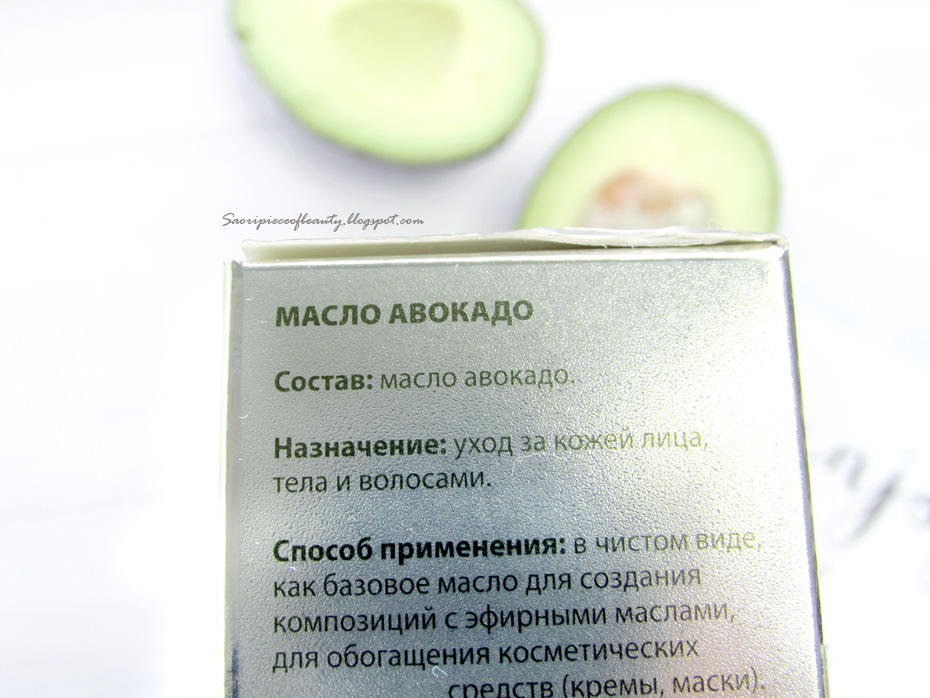 Saoripieceofbeauty.blogspot.com
МАСЛО АВОКАДО
Состав: масло авокадо.
Назначение: уход за кожей лица,
тела и волосами.
Способ применения: в чистом виде,
как базовое масло для создания
композиций с эфирными маслами,
для обогащения косметических
средств (кремы, маски).